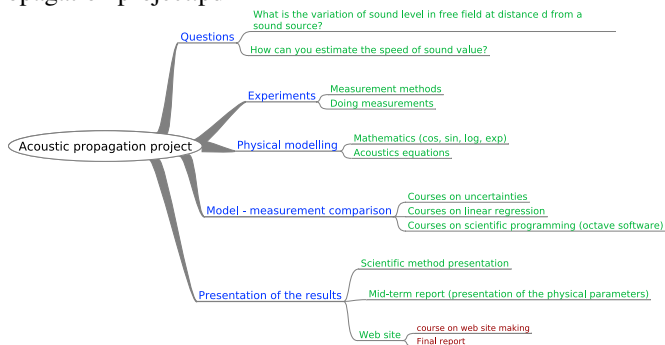 Questions
What is the variation of sound level in free field at distance d from a
sound source?
How can you estimate the speed of sound value?
Experiments
Measurement methods
Doing measurements
Acoustic propagation project
Physical modelling
Mathematics (cos, sin, log, exp)
Acoustics equations
Model - measurement comparison
Courses on uncertainties
Courses on linear regression
Courses on scientific programming (octave software)
Presentation of the results
Scientific method presentation
Mid-term report (presentation of the physical parameters)
Web site
course on web site making
Final report